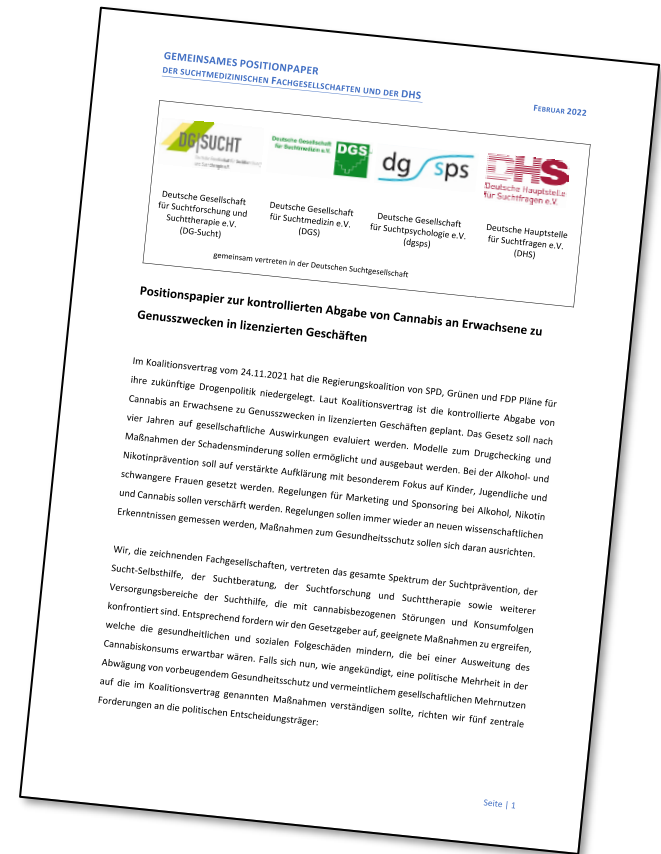 GEMEINSAMES POSITIONPAPER
DER SUCHTMEDIZINISCHEN FACHGESELLSCHAFTEN UND DER DHS
FEBRUAR 2022
DG|SUCHT
Deutsche Gesellschaft
für Suchtmedizin e.V.
DGS
dg sps
DHS
Deutsche Hauptstelle
für Suchtfragen e.V.
Deutsche Gesellschaft
für Suchtforschung und
Suchttherapie e.V.
(DG-Sucht)
Deutsche Gesellschaft
für Suchtmedizin e.V.
(DGS)
Deutsche Gesellschaft
für Suchtpsychologie e.V.
(dgsps)
Deutsche Hauptstelle
für Suchtfragen e.V.
(DHS)
gemeinsam vertreten in der Deutschen Suchtgesellschaft
Positionspapier zur kontrollierten Abgabe von Cannabis an Erwachsene zu
Genusszwecken in lizenzierten Geschäften
Im Koalitionsvertrag vom 24.11.2021 hat die Regierungskoalition von SPD, Grünen und FDP Pläne für
ihre zukünftige Drogenpolitik niedergelegt. Laut Koalitionsvertrag ist die kontrollierte Abgabe von
Cannabis an Erwachsene zu Genusszwecken in lizenzierten Geschäften geplant. Das Gesetz soll nach
vier Jahren auf gesellschaftliche Auswirkungen evaluiert werden. Modelle zum Drugchecking und
Maßnahmen der Schadensminderung sollen ermöglicht und ausgebaut werden. Bei der Alkohol- und
Nikotinprävention soll auf verstärkte Aufklärung mit besonderem Fokus auf Kinder, Jugendliche und
schwangere Frauen gesetzt werden. Regelungen für Marketing und Sponsoring bei Alkohol, Nikotin
und Cannabis sollen verschärft werden. Regelungen sollen immer wieder an neuen wissenschaftlichen
Erkenntnissen gemessen werden, Maßnahmen zum Gesundheitsschutz sollen sich daran ausrichten.
Wir, die zeichnenden Fachgesellschaften, vertreten das gesamte Spektrum der Suchtprävention, der
Sucht-Selbsthilfe, der Suchtberatung, der Suchtforschung und Suchttherapie sowie weiterer
Versorgungsbereiche der Suchthilfe, die mit cannabisbezogenen Störungen und Konsumfolgen
konfrontiert sind. Entsprechend fordern wir den Gesetzgeber auf, geeignete Maßnahmen zu ergreifen,
welche die gesundheitlichen und sozialen Folgeschäden mindern, die bei einer Ausweitung des
Cannabiskonsums erwartbar wären. Falls sich nun, wie angekündigt, eine politische Mehrheit in der
Abwägung von vorbeugendem Gesundheitsschutz und vermeintlichem gesellschaftlichen Mehrnutzen
auf die im Koalitionsvertrag genannten Maßnahmen verständigen sollte, richten wir fünf zentrale
Forderungen an die politischen Entscheidungsträger:
Seite | 1